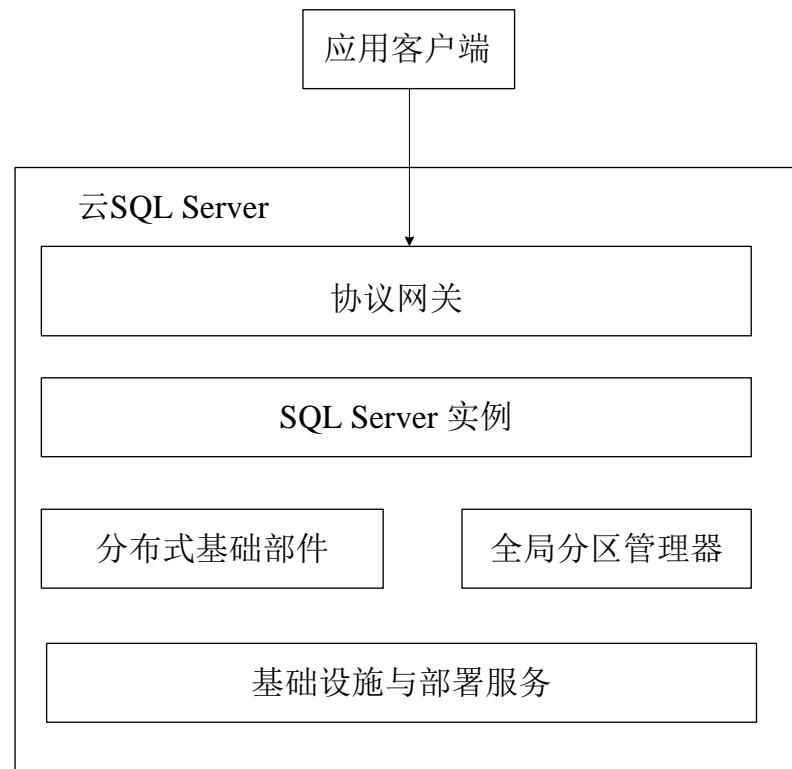 应用客户端
云SQL Server
协议网关
SQL Server 实例
分布式基础部件
全局分区管理器
基础设施与部署服务